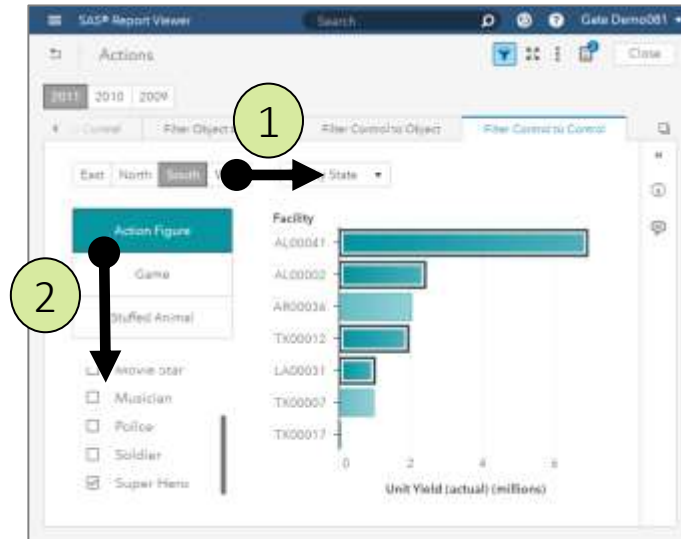 SAS® Report Viewer Search Gate Demo081
Actions Close
2011 2010 2009
Filter Object Filter Control to Object Filter Control to Control
1
East North South State
Action Figure
Game
Stuffed Animal
2
Movie Star
Musician
Police
Soldier
Super Hero
Facility
AL00041
AL00002
AR00036
TX00012
LA00031
TX00007
TX00017
0 2 4 6
Unit Yield (actual) (millions)